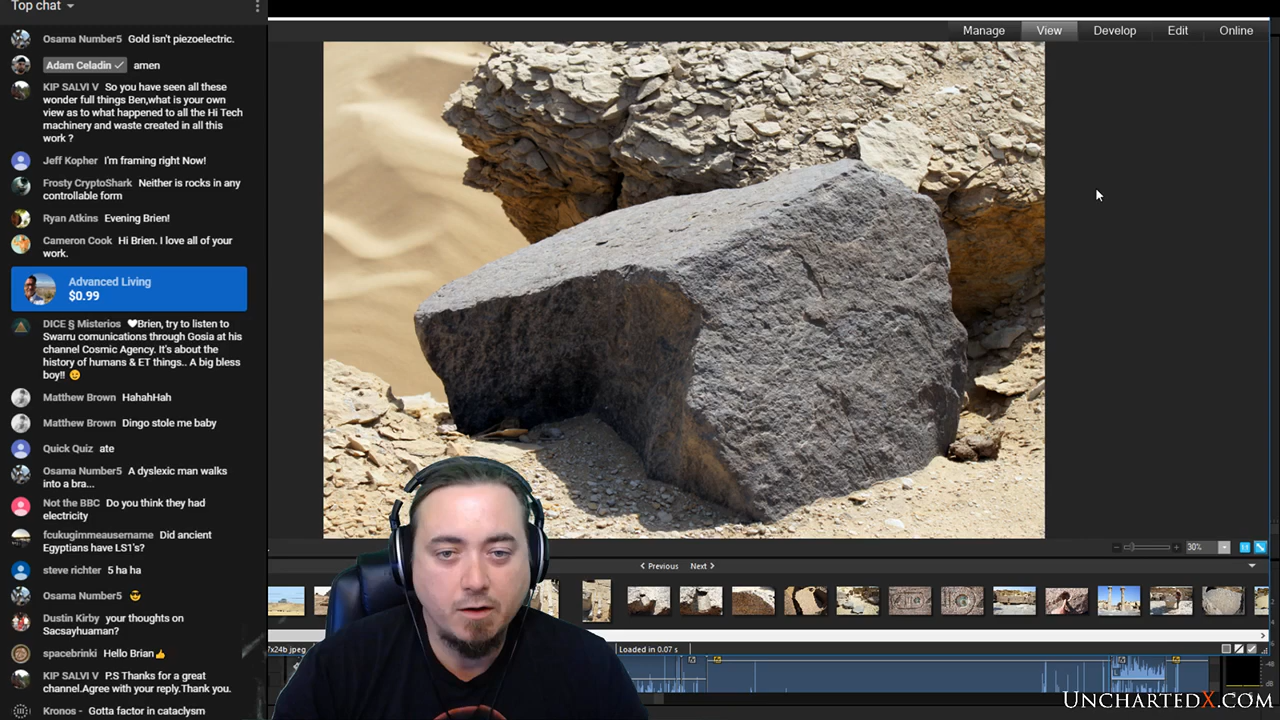 Top chat
Osama Number5 Gold isn't piezoelectric.
Adam Celadin ✓ amen
KIP SALVI V So you have seen all these
wonder full things Ben,what is your own
view as to what happened to all the Hi Tech
machinery and waste created in all this
work ?
Jeff Kopher I'm framing right Now!
Frosty CryptoShark Neither is rocks in any
controllable form
Ryan Atkins Evening Brien!
Cameron Cook Hi Brien. I love all of your
work.
Advanced Living
$0.99
DICE § Misterios 🤍Brien, try to listen to
Swarru comunications through Gosia at his
channel Cosmic Agency. It's about the
history of humans & ET things.. A big bless
boy!! 😉
Matthew Brown HahahHah
Matthew Brown Dingo stole me baby
Quick Quiz ate
Osama Number5 A dyslexic man walks
into a bra...
Not the BBC Do you think they had
electricity
fcukugimmeausername Did ancient
Egyptians have LS1's?
steve richter 5 ha ha
Osama Number5 😎
Dustin Kirby your thoughts on
Sacsayhuaman?
spacebrinki Hello Brian👍
KIP SALVI V P.S Thanks for a great
channel.Agree with your reply.Thank you.
Kronos - Gotta factor in cataclysm
Manage View Develop Edit Online
30%
Previous Next
7x24b jpeg
Loaded in 0.07 s
UNCHARTEDX.COM